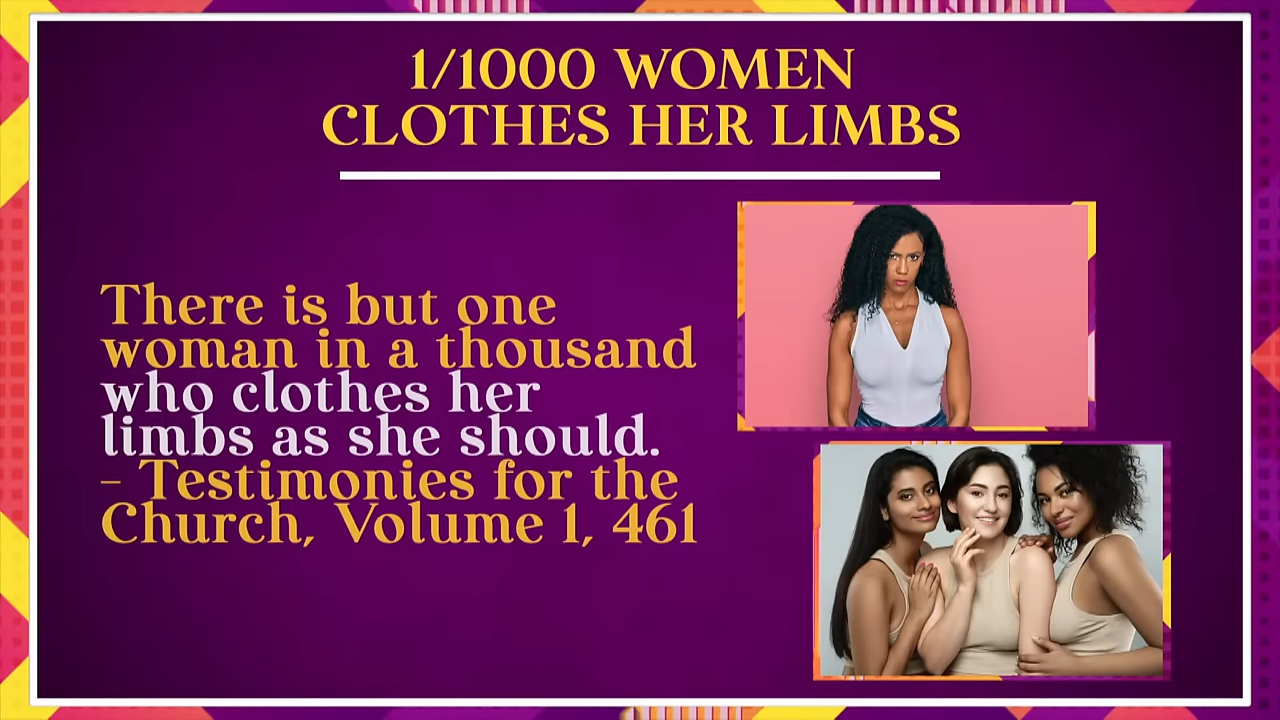 1/1000 WOMEN
CLOTHES HER LIMBS
There is but one
woman in a thousand
who clothes her
limbs as she should.
– Testimonies for the
Church, Volume 1, 461